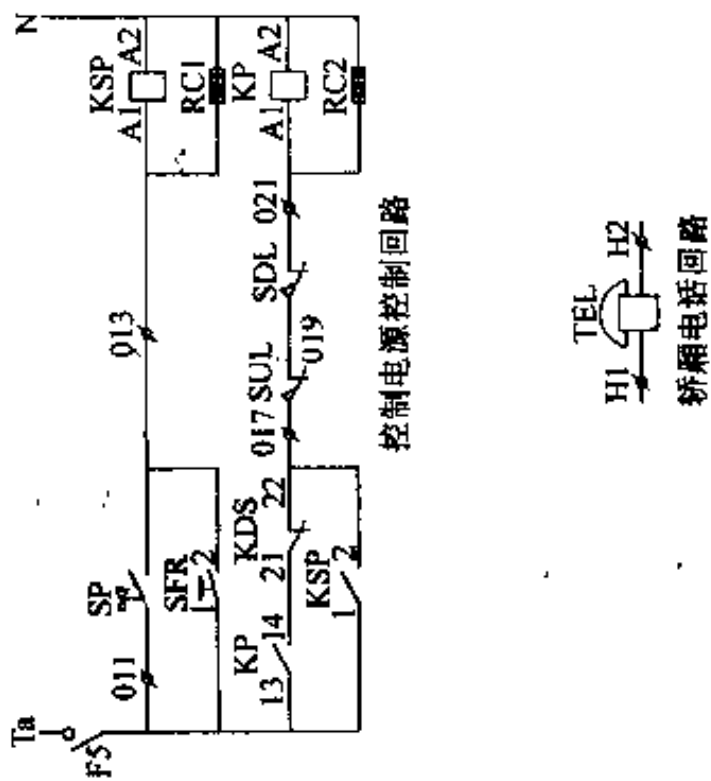 Ta
F5
011
SP
013
A1
KSP
A2
N
SFR
1
2
RC1
13
KP
14
21
KDS
22
017
SUL
019
SDL
021
A1
KP
A2
1
KSP
2
RC2
控制电源控制回路
H1
TEL
H2
轿厢电话回路